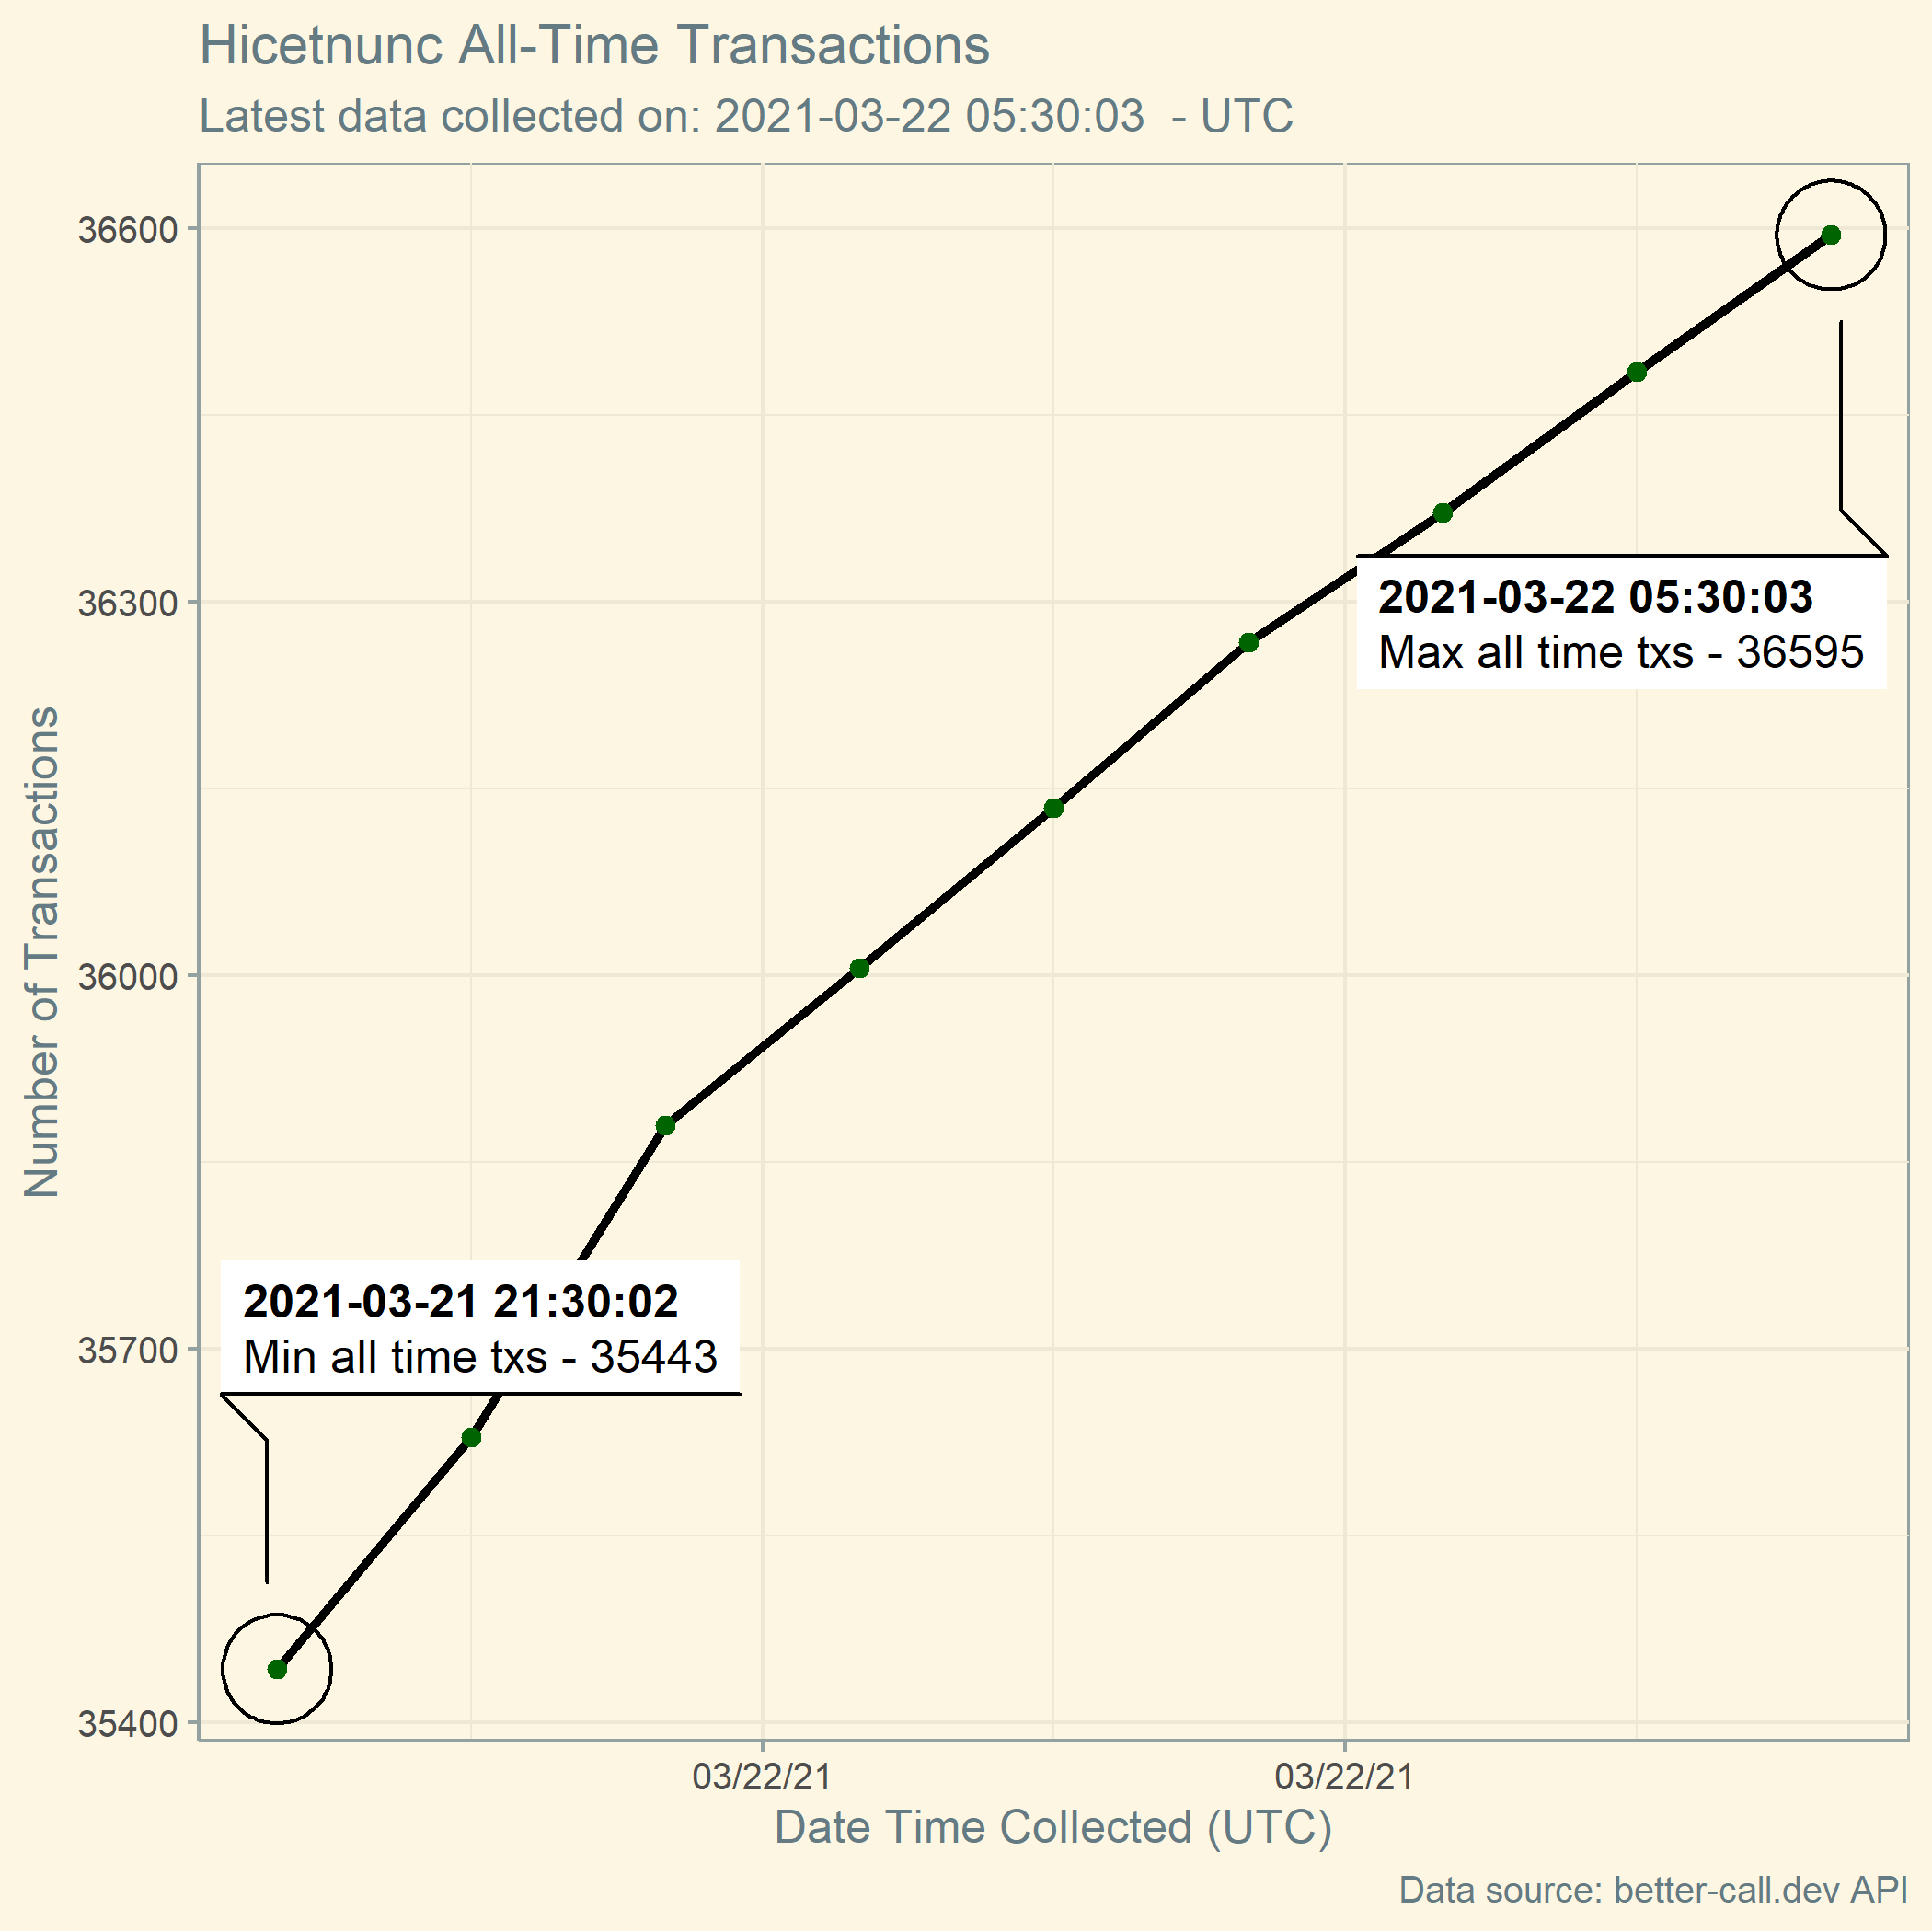 Hicetnunc All-Time Transactions
Latest data collected on: 2021-03-22 05:30:03  - UTC
Number of Transactions
36600
36300
36000
35700
35400
2021-03-22 05:30:03
Max all time txs - 36595
2021-03-21 21:30:02
Min all time txs - 35443
03/22/21
03/22/21
Date Time Collected (UTC)
Data source: better-call.dev API